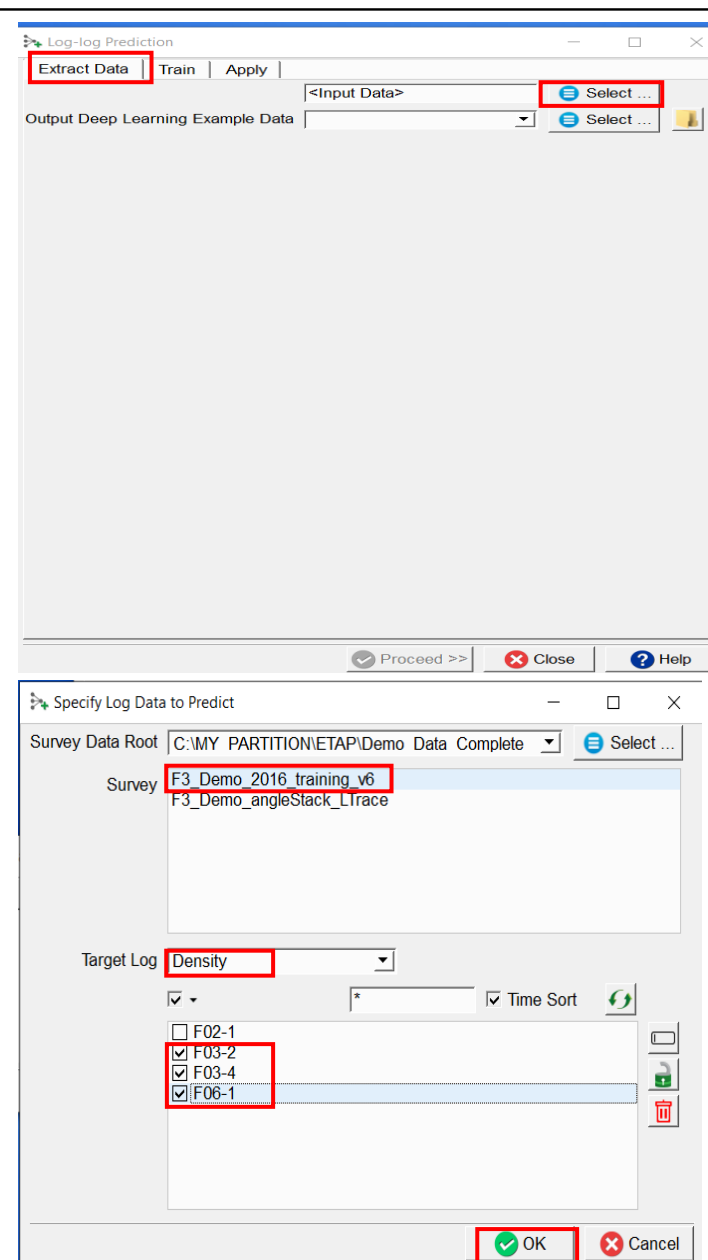 Log-log Prediction
Extract Data Train Apply
<Input Data> Select ...
Output Deep Learning Example Data Select ...
Proceed >> Close Help
Specify Log Data to Predict
Survey Data Root C:\MY PARTITION\ETAP\Demo Data Complete Select ...
Survey F3_Demo_2016_training_v6
F3_Demo_angleStack_LTrace
Target Log Density
* Time Sort
F02-1
F03-2
F03-4
F06-1
OK Cancel